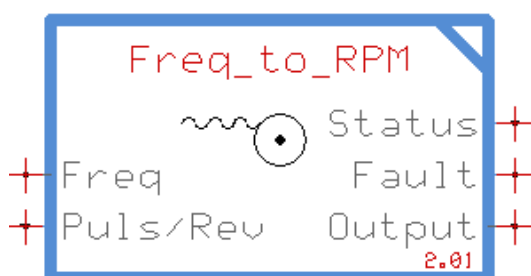 Freq_to_RPM
Status
Freq Fault
Puls/Rev Output
2.01